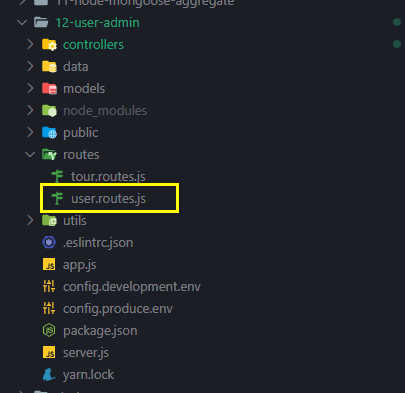 11-node-mongoose-aggregate
12-user-admin
controllers
data
models
node_modules
public
routes
tour.routes.js
user.routes.js
utils
.eslintrc.json
app.js
config.development.env
config.produce.env
package.json
server.js
yarn.lock